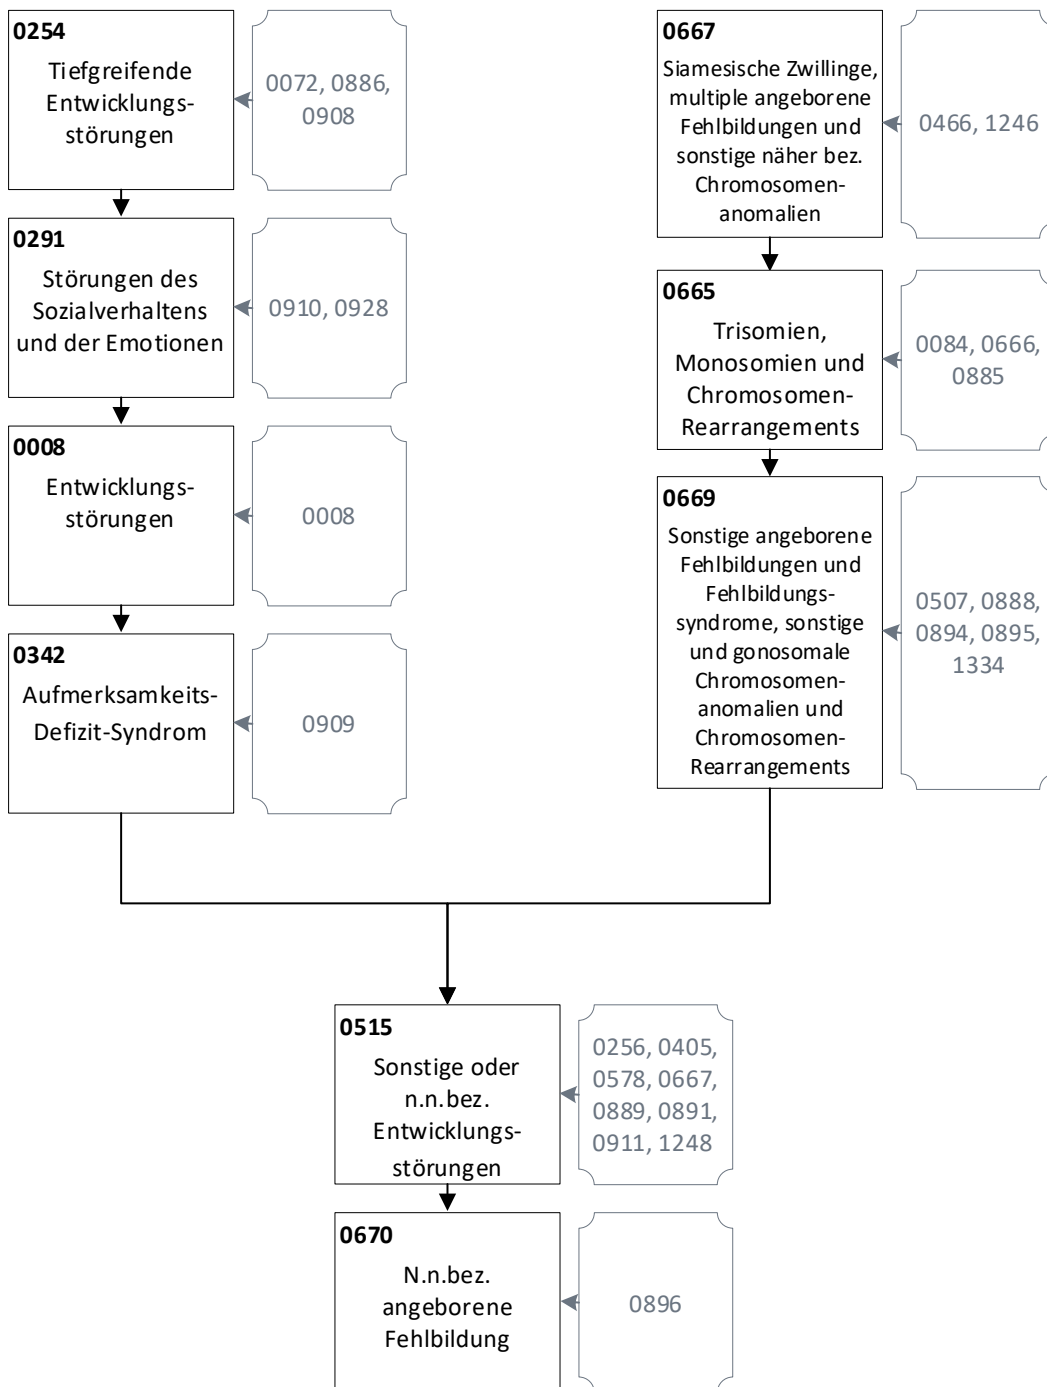 0254
Tiefgreifende
Entwicklungs-
störungen
0072, 0886,
0908
0291
Störungen des
Sozialverhaltens
und der Emotionen
0910, 0928
0008
Entwicklungs-
störungen
0008
0342
Aufmerksamkeits-
Defizit-Syndrom
0909
0667
Siamesische Zwillinge,
multiple angeborene
Fehlbildungen und
sonstige näher bez.
Chromosomen-
anomalien
0466, 1246
0665
Trisomien,
Monosomien und
Chromosomen-
Rearrangements
0084, 0666,
0885
0669
Sonstige angeborene
Fehlbildungen und
Fehlbildungs-
syndrome, sonstige
und gonosomale
Chromosomen-
anomalien und
Chromosomen-
Rearrangements
0507, 0888,
0894, 0895,
1334
0515
Sonstige oder
n.n.bez.
Entwicklungs-
störungen
0256, 0405,
0578, 0667,
0889, 0891,
0911, 1248
0670
N.n.bez.
angeborene
Fehlbildung
0896